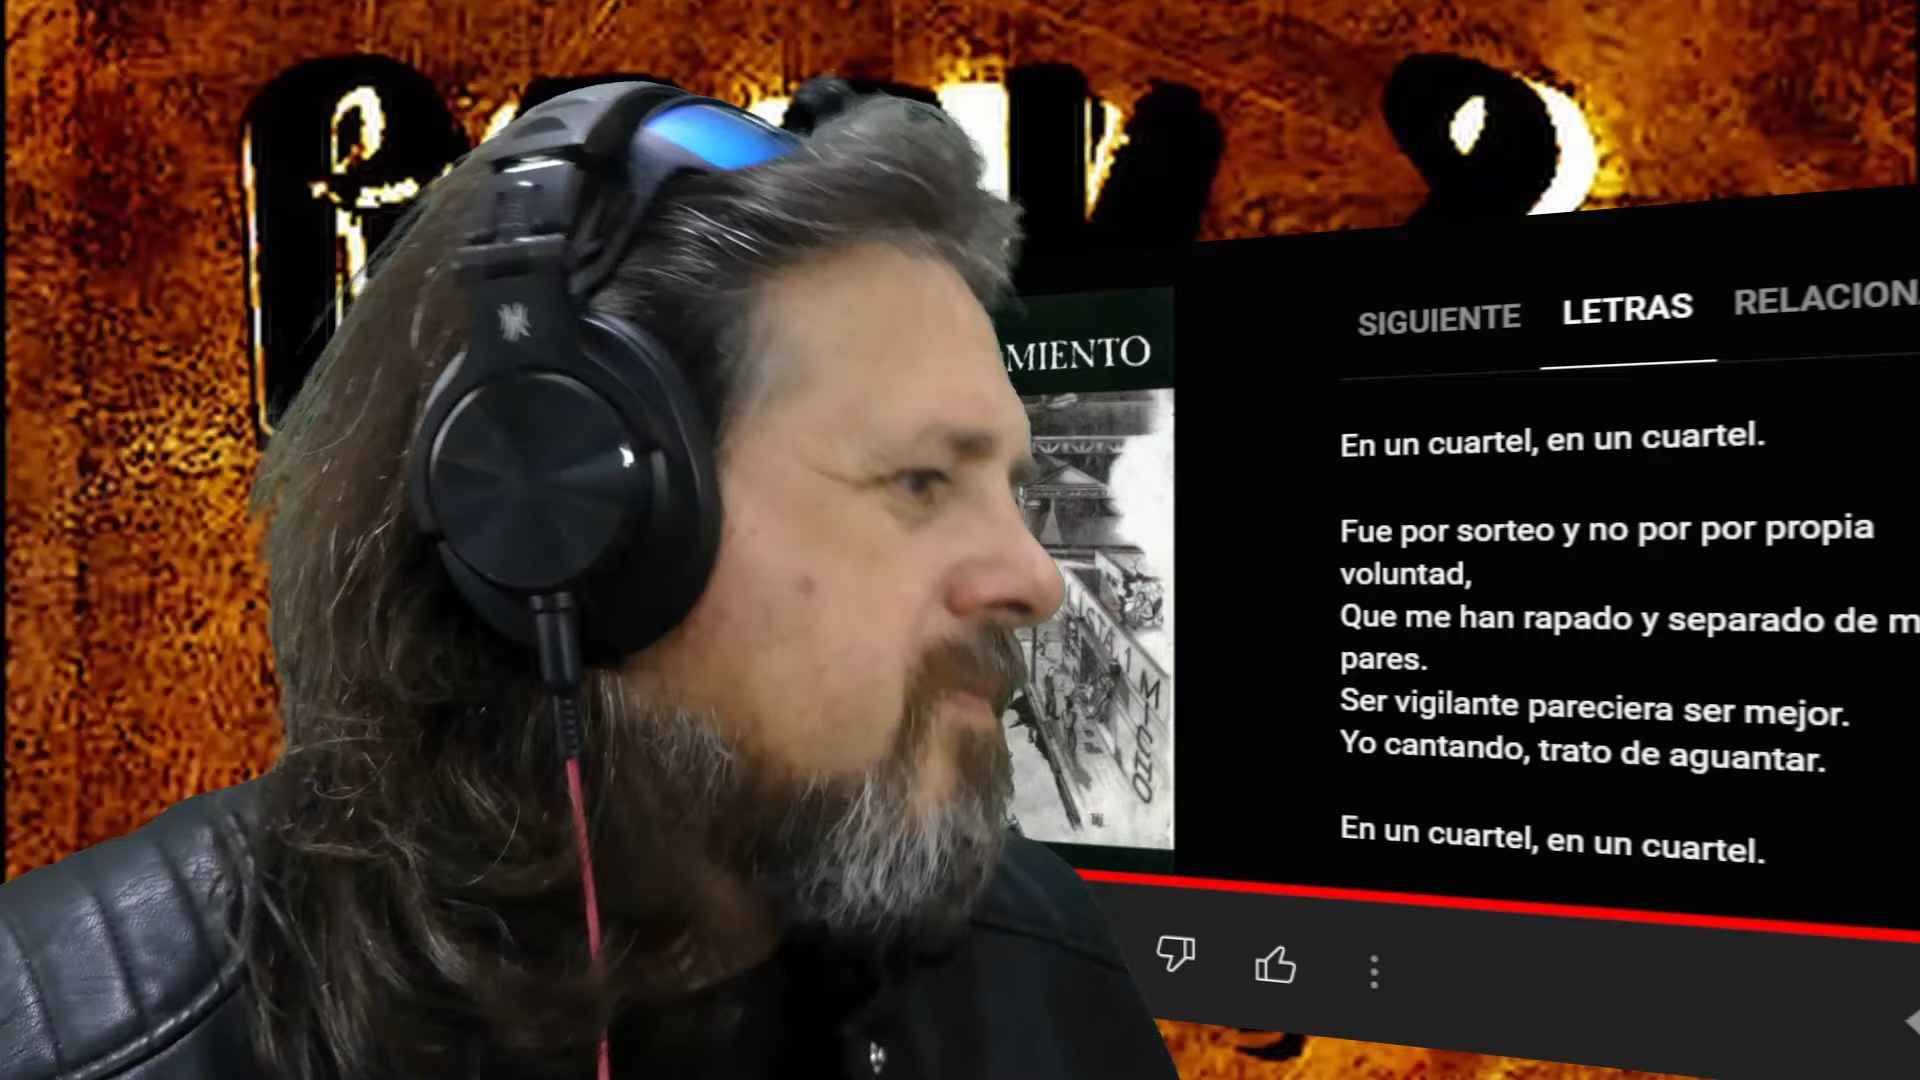 SIGUIENTE LETRAS RELACION
MIENTO
En un cuartel, en un cuartel.
Fue por sorteo y no por por propia
voluntad,
Que me han rapado y separado de m
pares.
Ser vigilante pareciera ser mejor.
Yo cantando, trato de aguantar.
En un cuartel, en un cuartel.